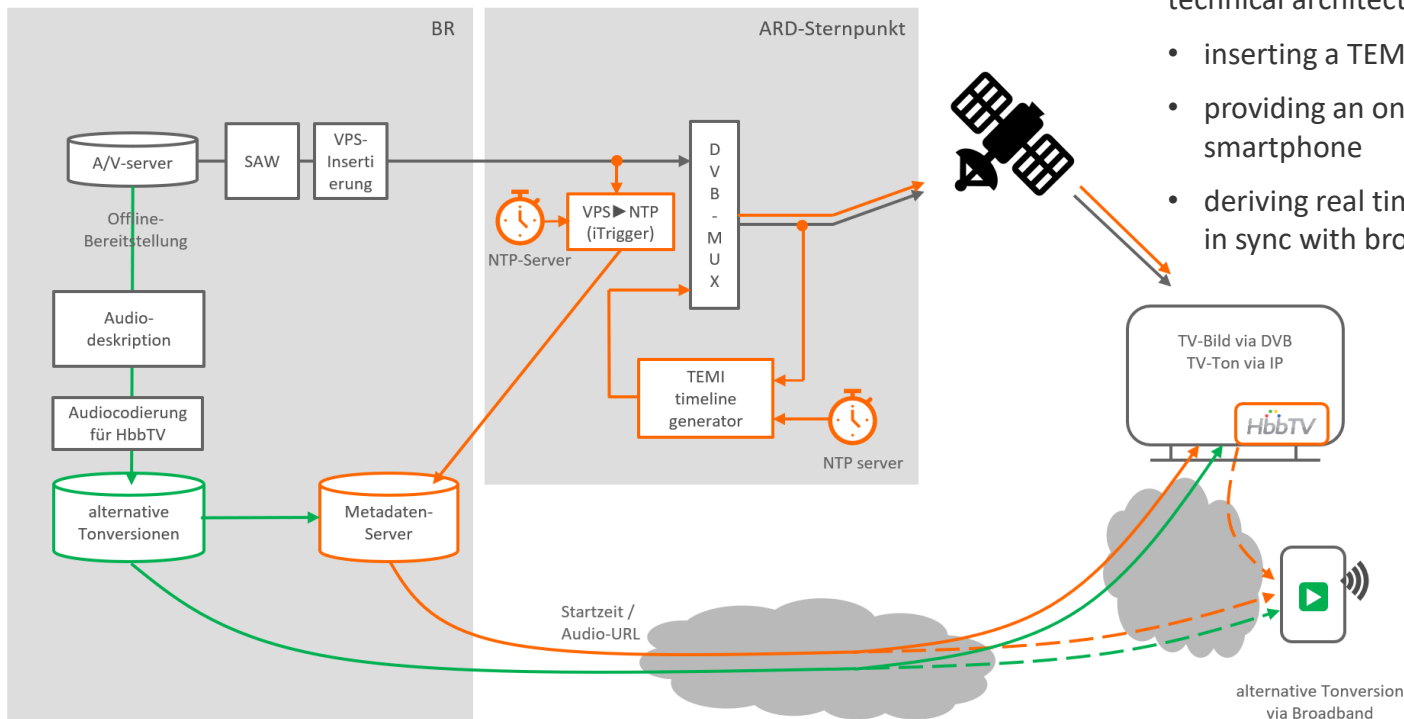 BR
ARD-Sternpunkt
technical architect
• inserting a TEM
• providing an on
smartphone
• deriving real tim
in sync with bro
A/V-server
SAW
VPS-
Inserti
erung
D
V
B
-
M
U
X
Offline-
Bereitstellung
VPS▶NTP
(iTrigger)
NTP-Server
Audio-
deskription
TEMI
timeline
generator
NTP server
TV-Bild via DVB
TV-Ton via IP
HbbTV
Audiocodierung
für HbbTV
alternative
Tonversionen
Metadaten-
Server
Startzeit /
Audio-URL
alternative Tonversion
via Broadband